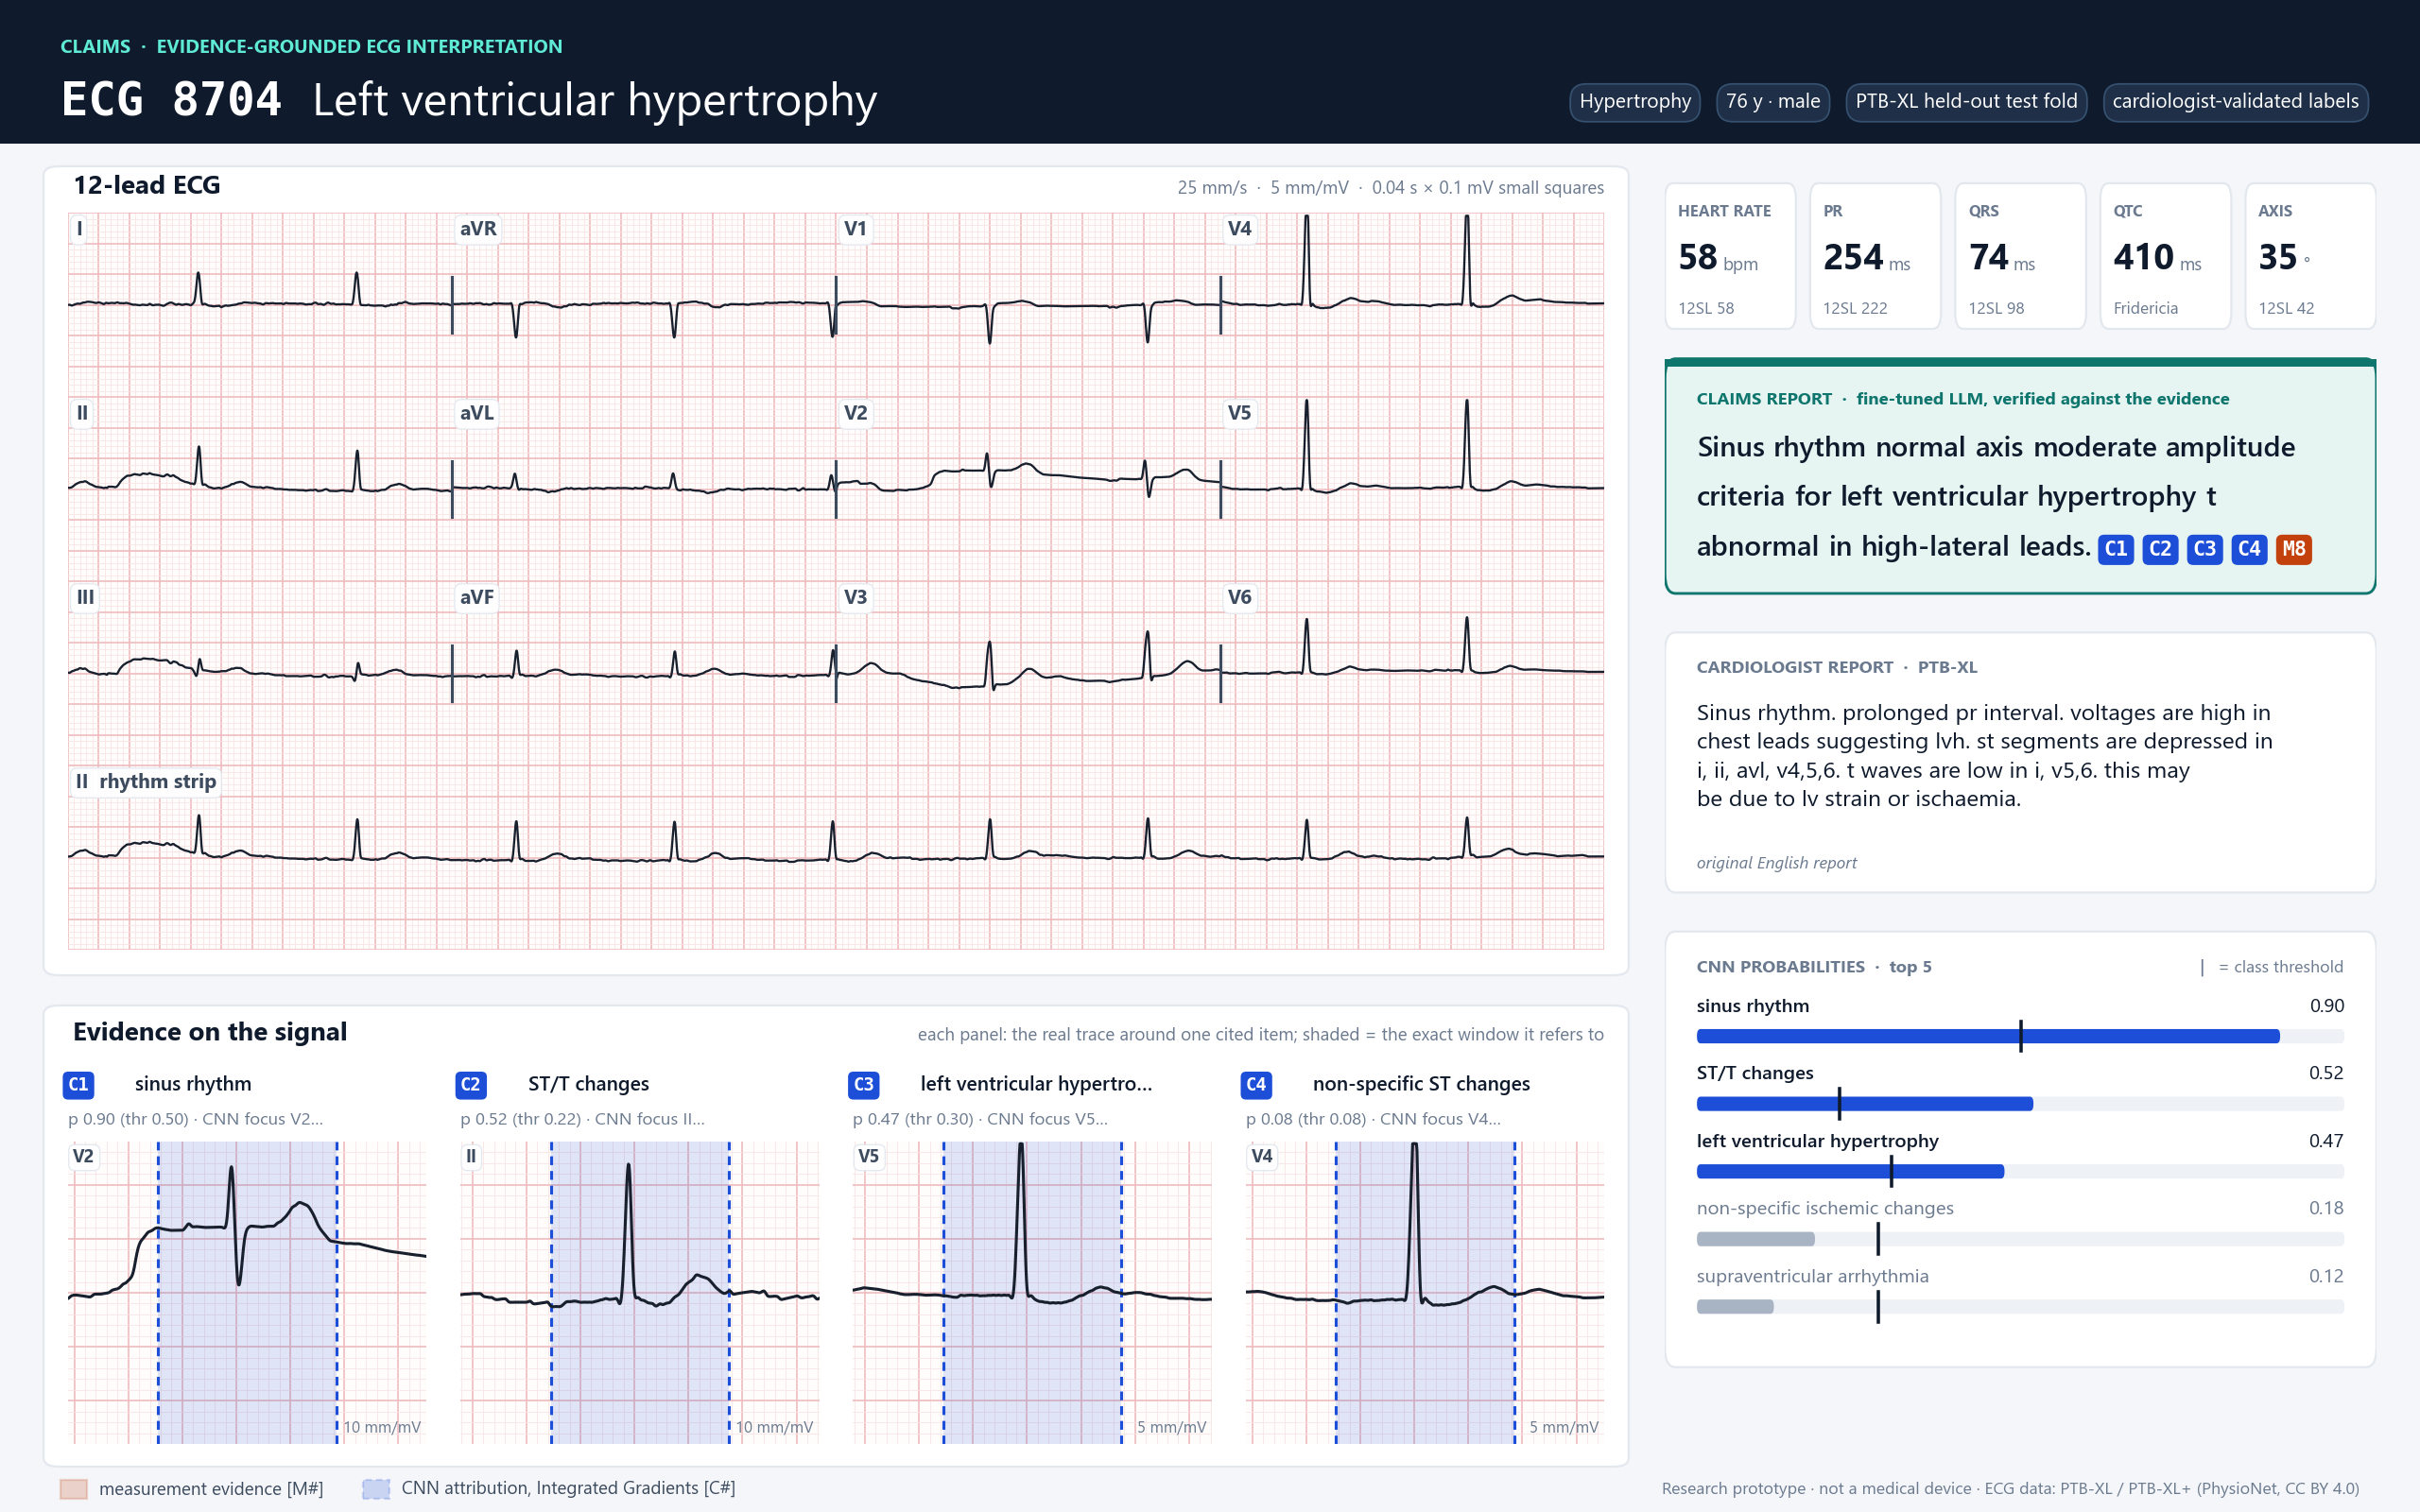 CLAIMS · EVIDENCE-GROUNDED ECG INTERPRETATION
ECG 8704 Left ventricular hypertrophy
Hypertrophy
76 y · male
PTB-XL held-out test fold
cardiologist-validated labels
12-lead ECG
25 mm/s · 5 mm/mV · 0.04 s × 0.1 mV small squares
I
aVR
V1
V4
II
aVL
V2
V5
III
aVF
V3
V6
II rhythm strip
HEART RATE
58 bpm
12SL 58
PR
254 ms
12SL 222
QRS
74 ms
12SL 98
QTC
410 ms
Fridericia
AXIS
35 °
12SL 42
CLAIMS REPORT · fine-tuned LLM, verified against the evidence
Sinus rhythm normal axis moderate amplitude
criteria for left ventricular hypertrophy t
abnormal in high-lateral leads. C1 C2 C3 C4 M8
CARDIOLOGIST REPORT · PTB-XL
Sinus rhythm. prolonged pr interval. voltages are high in
chest leads suggesting lvh. st segments are depressed in
i, ii, avl, v4,5,6. t waves are low in i, v5,6. this may
be due to lv strain or ischaemia.
original English report
CNN PROBABILITIES · top 5
| = class threshold
sinus rhythm 0.90
ST/T changes 0.52
left ventricular hypertrophy 0.47
non-specific ischemic changes 0.18
supraventricular arrhythmia 0.12
Evidence on the signal
each panel: the real trace around one cited item; shaded = the exact window it refers to
C1 sinus rhythm
p 0.90 (thr 0.50) · CNN focus V2...
V2
10 mm/mV
C2 ST/T changes
p 0.52 (thr 0.22) · CNN focus II...
II
10 mm/mV
C3 left ventricular hypertro...
p 0.47 (thr 0.30) · CNN focus V5...
V5
5 mm/mV
C4 non-specific ST changes
p 0.08 (thr 0.08) · CNN focus V4...
V4
5 mm/mV
measurement evidence [M#]
CNN attribution, Integrated Gradients [C#]
Research prototype · not a medical device · ECG data: PTB-XL / PTB-XL+ (PhysioNet, CC BY 4.0)